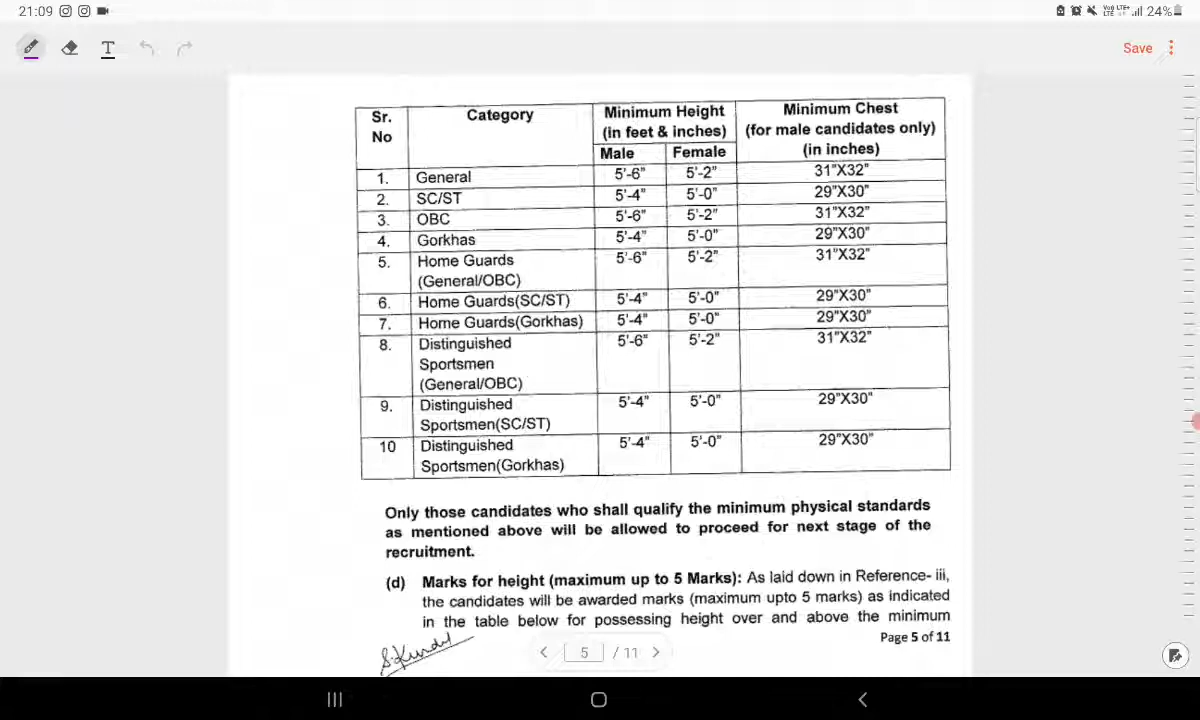 21:09 24%
T Save
Sr. No Category Minimum Height (in feet & inches) Minimum Chest (for male candidates only) (in inches)
Male Female
1. General 5'-6" 5'-2" 31"X32"
2. SC/ST 5'-4" 5'-0" 29"X30"
3. OBC 5'-6" 5'-2" 31"X32"
4. Gorkhas 5'-4" 5'-0" 29"X30"
5. Home Guards (General/OBC) 5'-6" 5'-2" 31"X32"
6. Home Guards(SC/ST) 5'-4" 5'-0" 29"X30"
7. Home Guards(Gorkhas) 5'-4" 5'-0" 29"X30"
8. Distinguished Sportsmen (General/OBC) 5'-6" 5'-2" 31"X32"
9. Distinguished Sportsmen(SC/ST) 5'-4" 5'-0" 29"X30"
10 Distinguished Sportsmen(Gorkhas) 5'-4" 5'-0" 29"X30"
Only those candidates who shall qualify the minimum physical standards
as mentioned above will be allowed to proceed for next stage of the
recruitment.
(d) Marks for height (maximum up to 5 Marks): As laid down in Reference- iii,
the candidates will be awarded marks (maximum upto 5 marks) as indicated
in the table below for possessing height over and above the minimum
Page 5 of 11
5 / 11